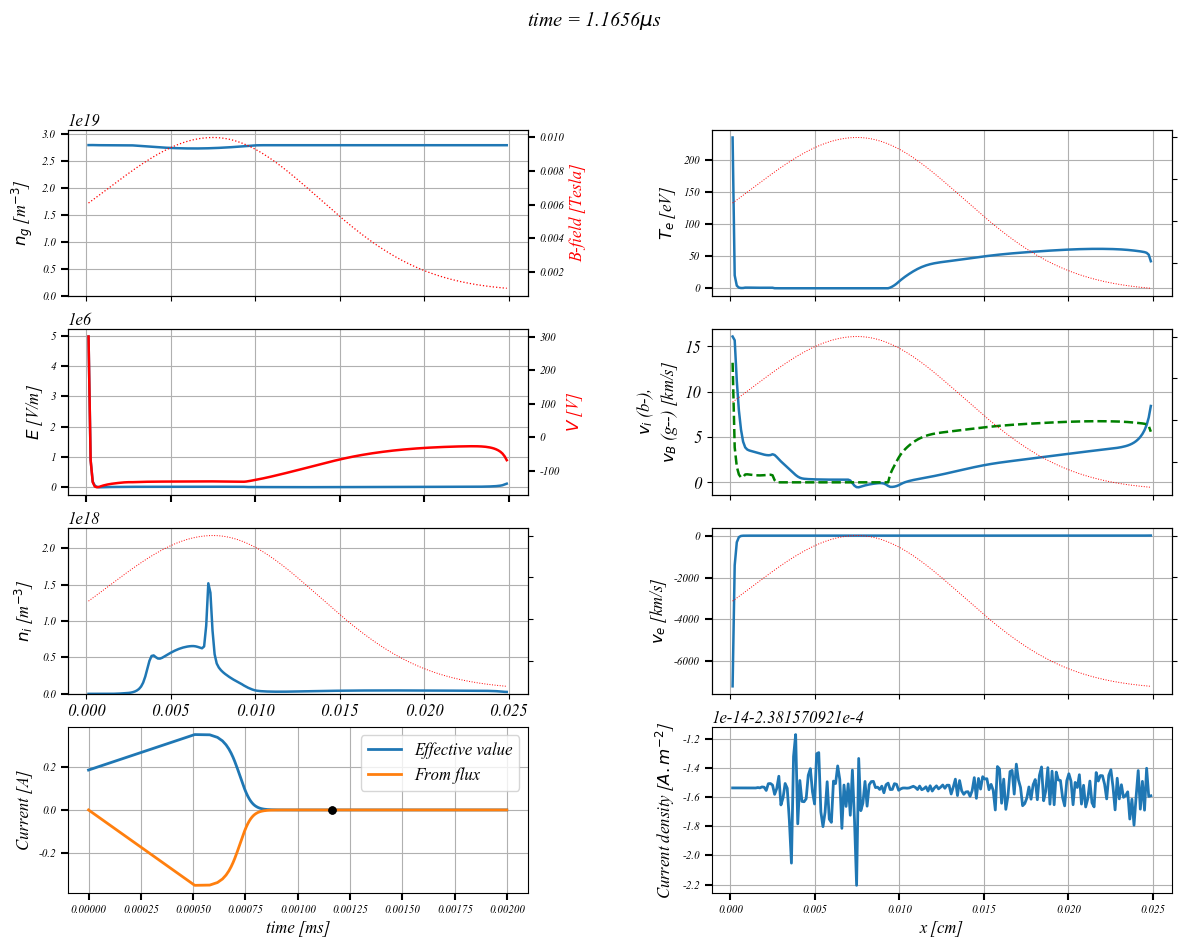 time = 1.1656μs
1e19
3.0
2.5
2.0
1.5
1.0
0.5
0.0
n_g [m^{-3}]
0.010
0.008
0.006
0.004
0.002
B-field [Tesla]
200
150
100
50
0
T_e [eV]
1e6
5
4
3
2
1
0
E [V/m]
300
200
100
0
-100
V [V]
15
10
5
0
v_i (b-),
v_B (g--) [km/s]
1e18
2.0
1.5
1.0
0.5
0.0
n_i [m^{-3}]
0.000 0.005 0.010 0.015 0.020 0.025
0
-2000
-4000
-6000
v_e [km/s]
0.2
0.0
-0.2
Current [A]
Effective value
From flux
0.00000 0.00025 0.00050 0.00075 0.00100 0.00125 0.00150 0.00175 0.00200
time [ms]
1e-14-2.381570921e-4
-1.2
-1.4
-1.6
-1.8
-2.0
-2.2
Current density [A.m^{-2}]
0.000 0.005 0.010 0.015 0.020 0.025
x [cm]